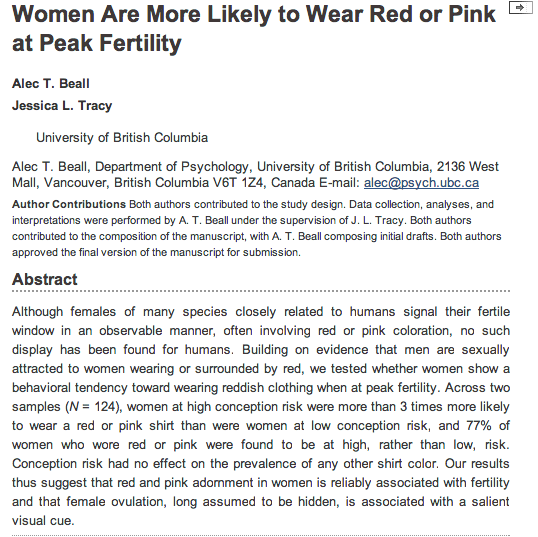 Women Are More Likely to Wear Red or Pink
at Peak Fertility
Alec T. Beall
Jessica L. Tracy
University of British Columbia
Alec T. Beall, Department of Psychology, University of British Columbia, 2136 West
Mall, Vancouver, British Columbia V6T 1Z4, Canada E-mail: alec@psych.ubc.ca
Author Contributions Both authors contributed to the study design. Data collection, analyses, and
interpretations were performed by A. T. Beall under the supervision of J. L. Tracy. Both authors
contributed to the composition of the manuscript, with A. T. Beall composing initial drafts. Both authors
approved the final version of the manuscript for submission.
Abstract
Although females of many species closely related to humans signal their fertile
window in an observable manner, often involving red or pink coloration, no such
display has been found for humans. Building on evidence that men are sexually
attracted to women wearing or surrounded by red, we tested whether women show a
behavioral tendency toward wearing reddish clothing when at peak fertility. Across two
samples (N = 124), women at high conception risk were more than 3 times more likely
to wear a red or pink shirt than were women at low conception risk, and 77% of
women who wore red or pink were found to be at high, rather than low, risk.
Conception risk had no effect on the prevalence of any other shirt color. Our results
thus suggest that red and pink adornment in women is reliably associated with fertility
and that female ovulation, long assumed to be hidden, is associated with a salient
visual cue.